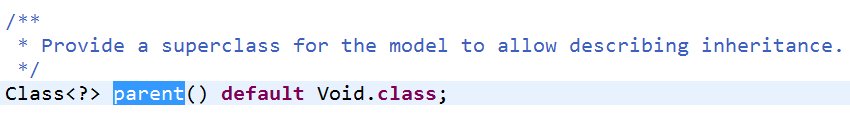 /**
 * Provide a superclass for the model to allow describing inheritance.
 */
Class<?> parent() default Void.class;